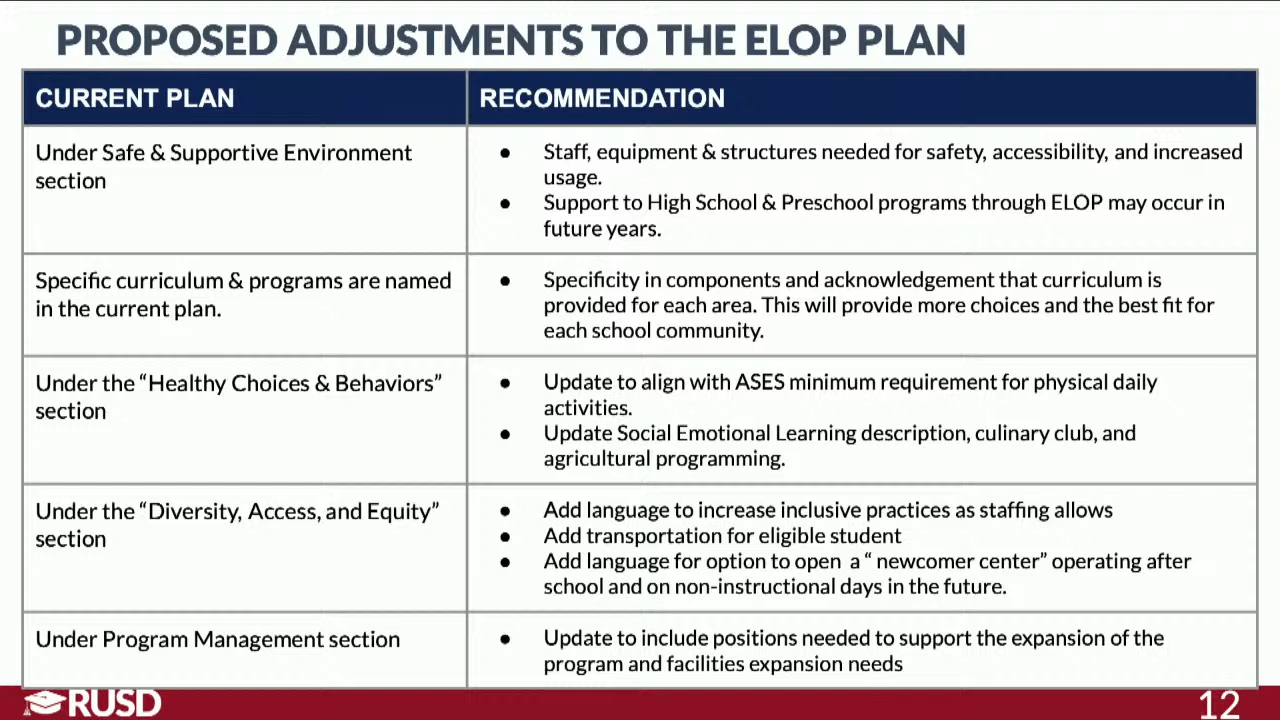 PROPOSED ADJUSTMENTS TO THE ELOP PLAN
CURRENT PLAN
RECOMMENDATION
Under Safe & Supportive Environment
section
● Staff, equipment & structures needed for safety, accessibility, and increased
usage.
● Support to High School & Preschool programs through ELOP may occur in
future years.
Specific curriculum & programs are named
in the current plan.
● Specificity in components and acknowledgement that curriculum is
provided for each area. This will provide more choices and the best fit for
each school community.
Under the “Healthy Choices & Behaviors”
section
● Update to align with ASES minimum requirement for physical daily
activities.
● Update Social Emotional Learning description, culinary club, and
agricultural programming.
Under the “Diversity, Access, and Equity”
section
● Add language to increase inclusive practices as staffing allows
● Add transportation for eligible student
● Add language for option to open a “ newcomer center” operating after
school and on non-instructional days in the future.
Under Program Management section
● Update to include positions needed to support the expansion of the
program and facilities expansion needs
RUSD
12